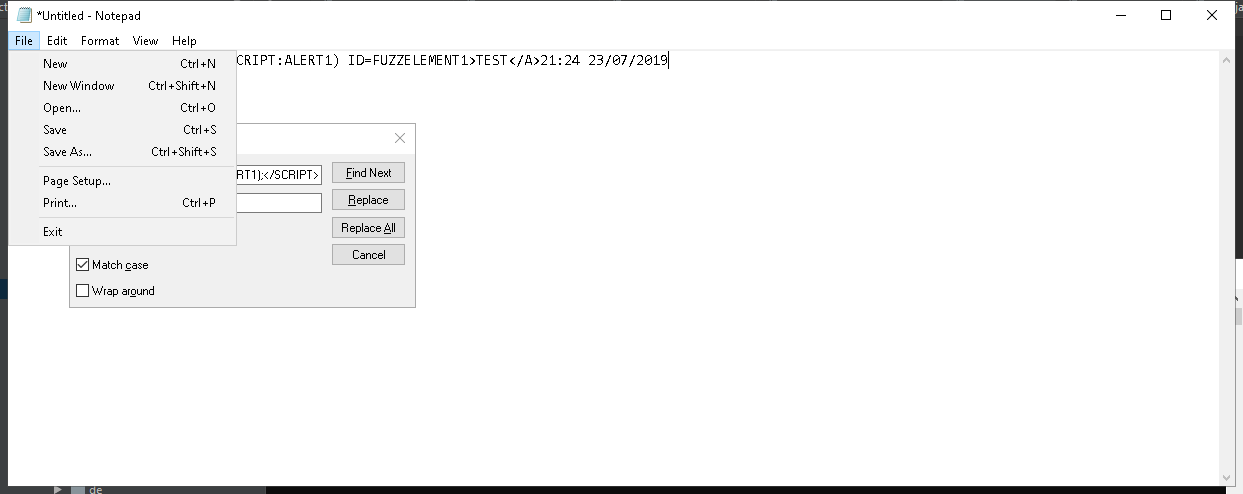 *Untitled - Notepad
File Edit Format View Help
CRIPT:ALERT1) ID=FUZZELEMENT1>TEST</A>21:24 23/07/2019
New Ctrl+N
New Window Ctrl+Shift+N
Open... Ctrl+O
Save Ctrl+S
Save As... Ctrl+Shift+S
Page Setup...
Print... Ctrl+P
Exit
RT1);</SCRIPT>
Find Next
Replace
Replace All
Cancel
Match case
Wrap around
de